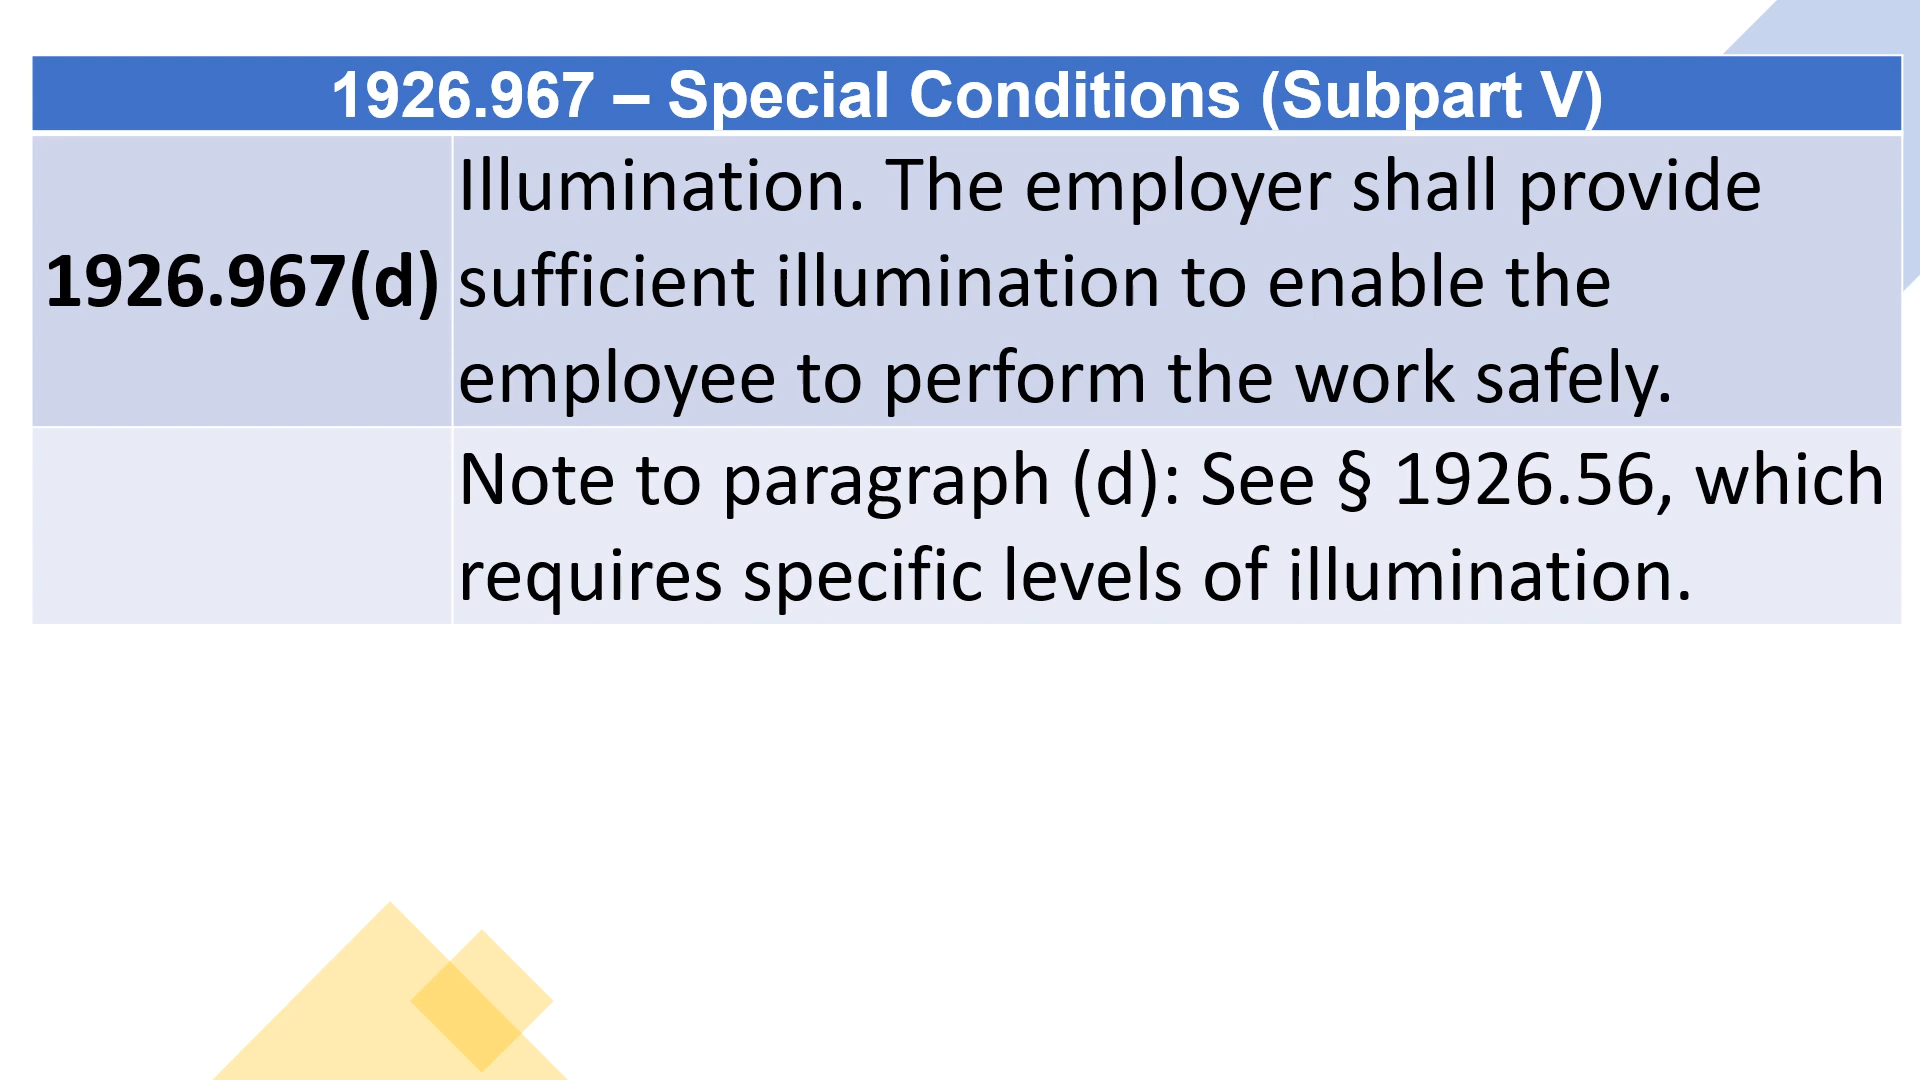 1926.967 – Special Conditions (Subpart V)
Illumination. The employer shall provide
1926.967(d) sufficient illumination to enable the
employee to perform the work safely.
Note to paragraph (d): See § 1926.56, which
requires specific levels of illumination.